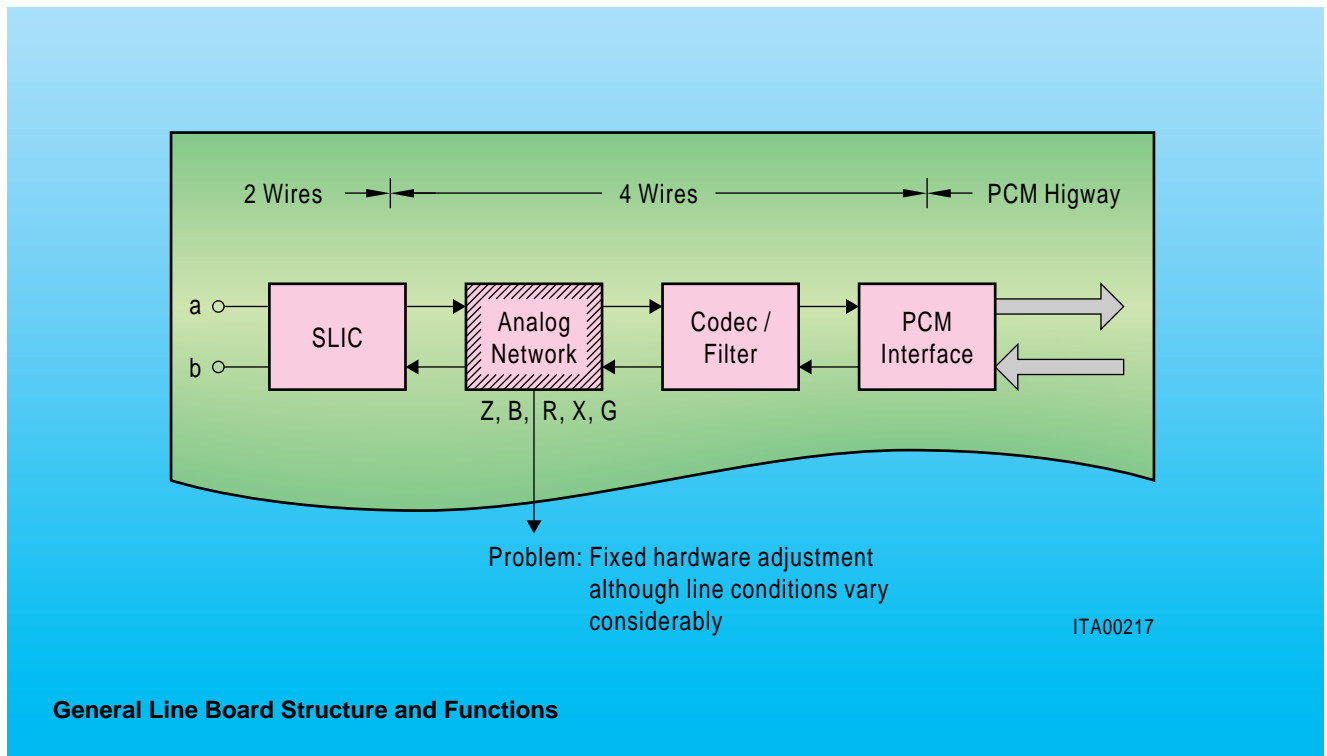 2 Wires
4 Wires
PCM Higway
a
b
SLIC
Analog
Network
Codec /
Filter
PCM
Interface
Z, B, R, X, G
Problem: Fixed hardware adjustment
although line conditions vary
considerably
ITA00217
General Line Board Structure and Functions